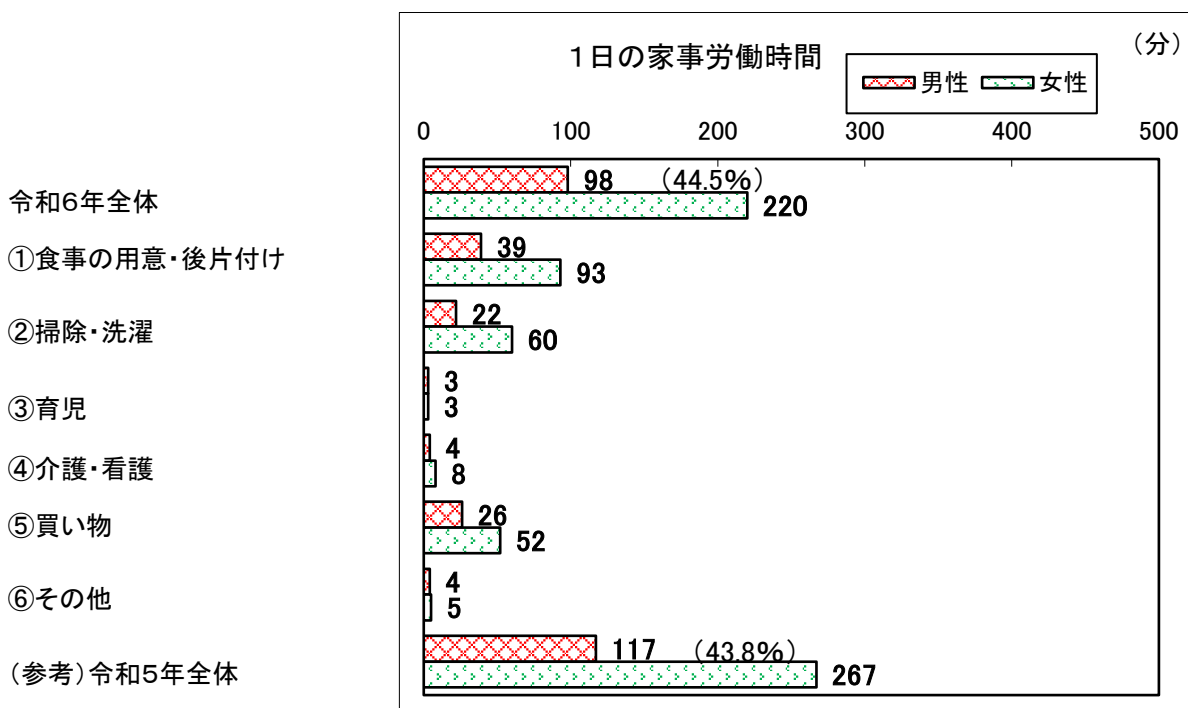 １日の家事労働時間
（分）
男性 女性
0 100 200 300 400 500
令和６年全体
98 （44.5％）
220
①食事の用意・後片付け
39
93
②掃除・洗濯
22
60
③育児
3
3
④介護・看護
4
8
⑤買い物
26
52
⑥その他
4
5
（参考）令和５年全体
117 （43.8％）
267